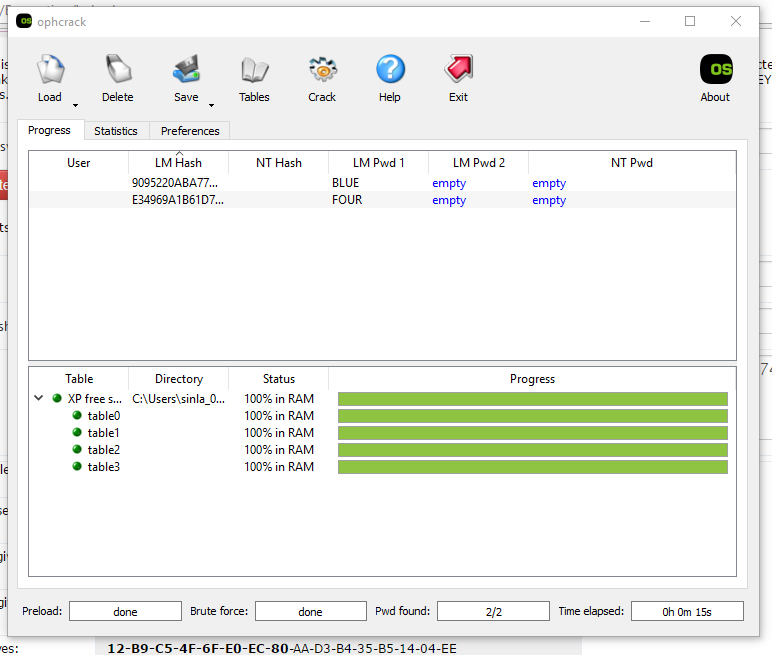 ophcrack
Load Delete Save Tables Crack Help Exit About
OS
Progress Statistics Preferences
User LM Hash NT Hash LM Pwd 1 LM Pwd 2 NT Pwd
9095220ABA77... BLUE empty empty
E34969A1B61D7... FOUR empty empty
Table Directory Status Progress
XP free s... C:\Users\sinla_0... 100% in RAM
table0 100% in RAM
table1 100% in RAM
table2 100% in RAM
table3 100% in RAM
Preload: done Brute force: done Pwd found: 2/2 Time elapsed: 0h 0m 15s
12-B9-C5-4F-6F-E0-EC-80-AA-D3-B4-35-B5-14-04-EE